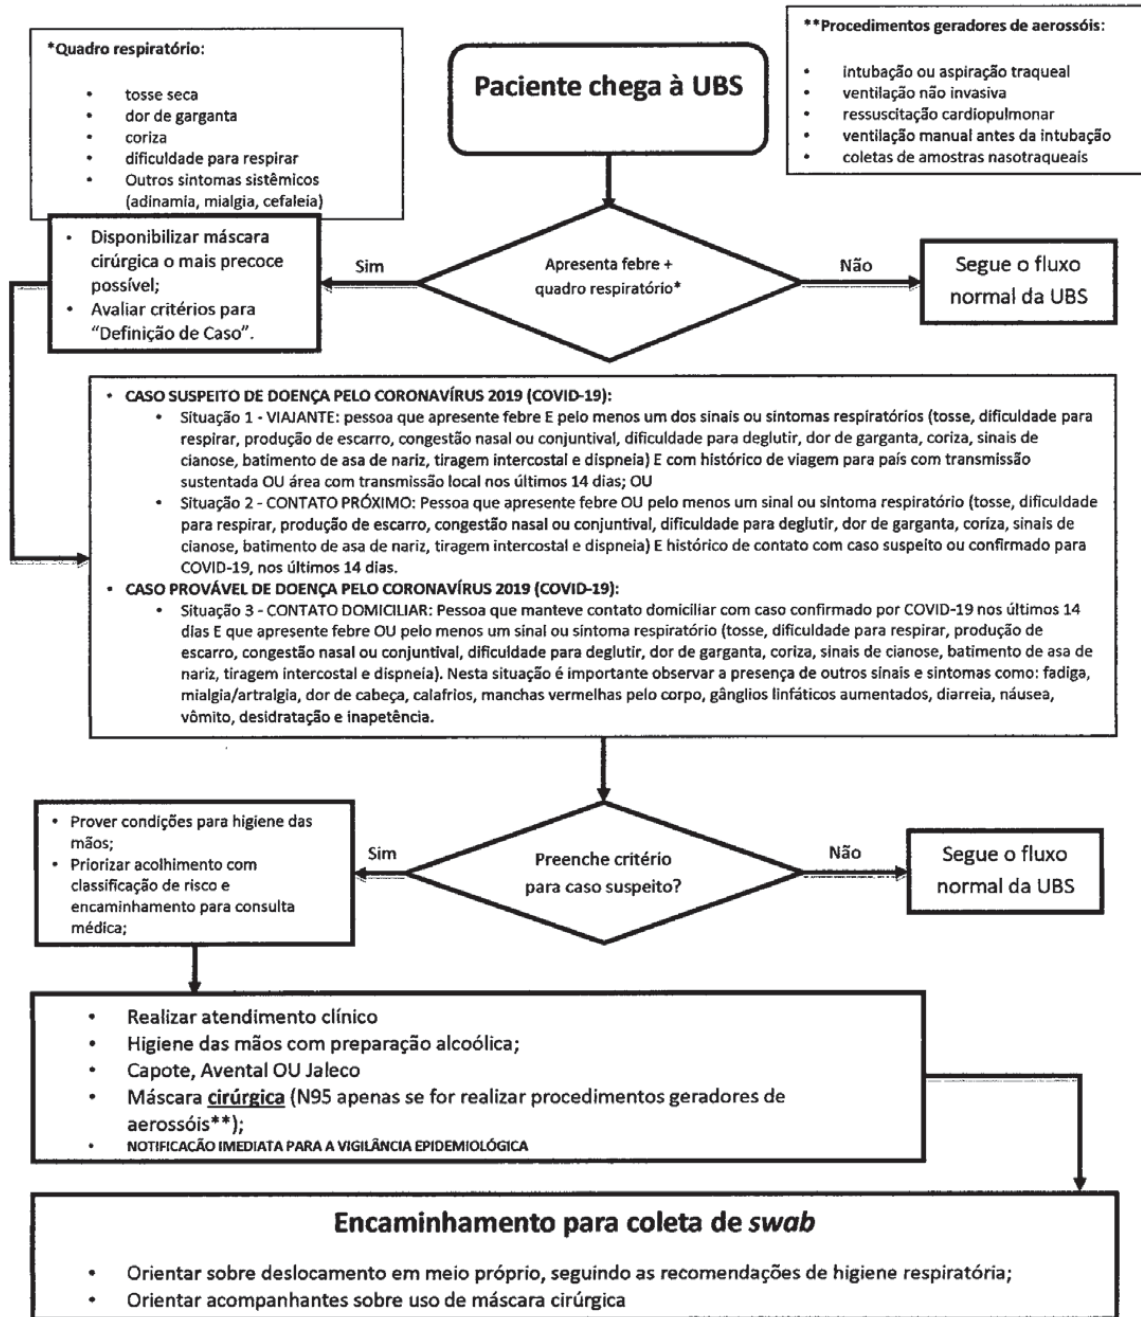 *Quadro respiratório:
• tosse seca
• dor de garganta
• coriza
• dificuldade para respirar
• Outros sintomas sistêmicos
(adinamia, mialgia, cefaleia)
Paciente chega à UBS
**Procedimentos geradores de aerossóis:
• intubação ou aspiração traqueal
• ventilação não invasiva
• ressuscitação cardiopulmonar
• ventilação manual antes da intubação
• coletas de amostras nasotraqueais
• Disponibilizar máscara
cirúrgica o mais precoce
possível;
• Avaliar critérios para
“Definição de Caso”.
Sim
Apresenta febre +
quadro respiratório*
Não
Segue o fluxo
normal da UBS
• CASO SUSPEITO DE DOENÇA PELO CORONAVÍRUS 2019 (COVID-19):
• Situação 1 - VIAJANTE: pessoa que apresente febre E pelo menos um dos sinais ou sintomas respiratórios (tosse, dificuldade para
respirar, produção de escarro, congestão nasal ou conjuntival, dificuldade para deglutir, dor de garganta, coriza, sinais de
cianose, batimento de asa de nariz, tiragem intercostal e dispneia) E com histórico de viagem para país com transmissão
sustentada OU área com transmissão local nos últimos 14 dias; OU
• Situação 2 - CONTATO PRÓXIMO: Pessoa que apresente febre OU pelo menos um sinal ou sintoma respiratório (tosse, dificuldade
para respirar, produção de escarro, congestão nasal ou conjuntival, dificuldade para deglutir, dor de garganta, coriza, sinais de
cianose, batimento de asa de nariz, tiragem intercostal e dispneia) E histórico de contato com caso suspeito ou confirmado para
COVID-19, nos últimos 14 dias.
• CASO PROVÁVEL DE DOENÇA PELO CORONAVÍRUS 2019 (COVID-19):
• Situação 3 - CONTATO DOMICILIAR: Pessoa que manteve contato domiciliar com caso confirmado por COVID-19 nos últimos 14
dias E que apresente febre OU pelo menos um sinal ou sintoma respiratório (tosse, dificuldade para respirar, produção de
escarro, congestão nasal ou conjuntival, dificuldade para deglutir, dor de garganta, coriza, sinais de cianose, batimento de asa de
nariz, tiragem intercostal e dispneia). Nesta situação é importante observar a presença de outros sinais e sintomas como: fadiga,
mialgia/artralgia, dor de cabeça, calafrios, manchas vermelhas pelo corpo, gânglios linfáticos aumentados, diarreia, náusea,
vômito, desidratação e inapetência.
• Prover condições para higiene das
mãos;
• Priorizar acolhimento com
classificação de risco e
encaminhamento para consulta
médica;
Sim
Preenche critério
para caso suspeito?
Não
Segue o fluxo
normal da UBS
• Realizar atendimento clínico
• Higiene das mãos com preparação alcoólica;
• Capote, Avental OU Jaleco
• Máscara cirúrgica (N95 apenas se for realizar procedimentos geradores de
aerossóis**);
• NOTIFICAÇÃO IMEDIATA PARA A VIGILÂNCIA EPIDEMIOLÓGICA
Encaminhamento para coleta de swab
• Orientar sobre deslocamento em meio próprio, seguindo as recomendações de higiene respiratória;
• Orientar acompanhantes sobre uso de máscara cirúrgica